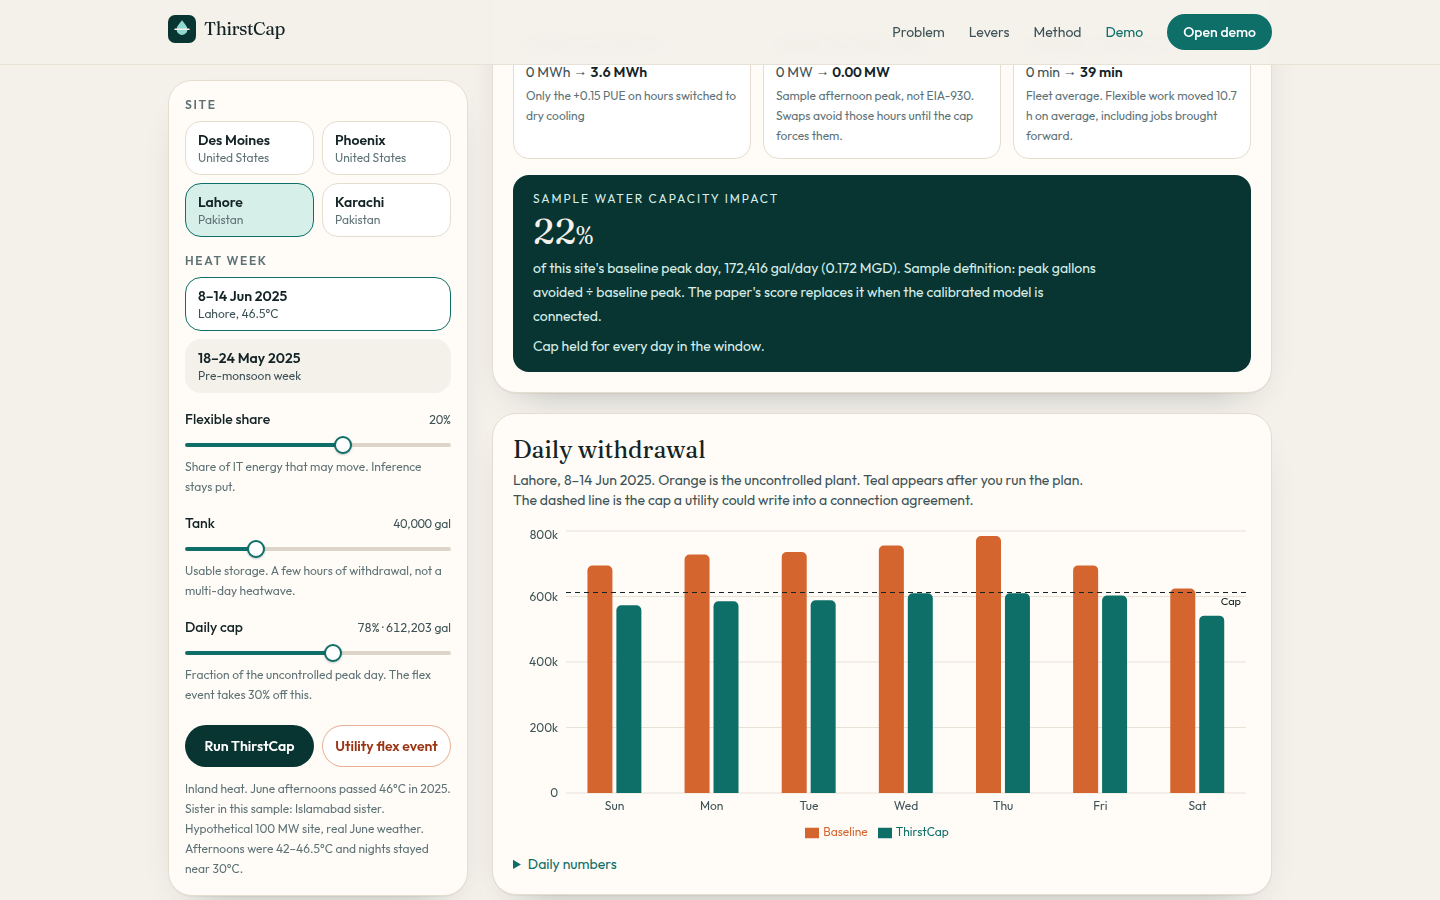 ThirstCap
Problem
Levers
Method
Demo
Open demo
SITE
Des Moines
United States
Phoenix
United States
Lahore
Pakistan
Karachi
Pakistan
HEAT WEEK
8–14 Jun 2025
Lahore, 46.5°C
18–24 May 2025
Pre-monsoon week
Flexible share
20%
Share of IT energy that may move. Inference
stays put.
Tank
40,000 gal
Usable storage. A few hours of withdrawal, not a
multi-day heatwave.
Daily cap
78% · 612,203 gal
Fraction of the uncontrolled peak day. The flex
event takes 30% off this.
Run ThirstCap
Utility flex event
Inland heat. June afternoons passed 46°C in 2025.
Sister in this sample: Islamabad sister.
Hypothetical 100 MW site, real June weather.
Afternoons were 42–46.5°C and nights stayed
near 30°C.
0 MWh → 3.6 MWh
Only the +0.15 PUE on hours switched to
dry cooling
0 MW → 0.00 MW
Sample afternoon peak, not EIA-930.
Swaps avoid those hours until the cap
forces them.
0 min → 39 min
Fleet average. Flexible work moved 10.7
h on average, including jobs brought
forward.
SAMPLE WATER CAPACITY IMPACT
22%
of this site's baseline peak day, 172,416 gal/day (0.172 MGD). Sample definition: peak gallons
avoided ÷ baseline peak. The paper's score replaces it when the calibrated model is
connected.
Cap held for every day in the window.
Daily withdrawal
Lahore, 8–14 Jun 2025. Orange is the uncontrolled plant. Teal appears after you run the plan.
The dashed line is the cap a utility could write into a connection agreement.
800k
600k
400k
200k
0
Cap
Sun
Mon
Tue
Wed
Thu
Fri
Sat
Baseline
ThirstCap
Daily numbers